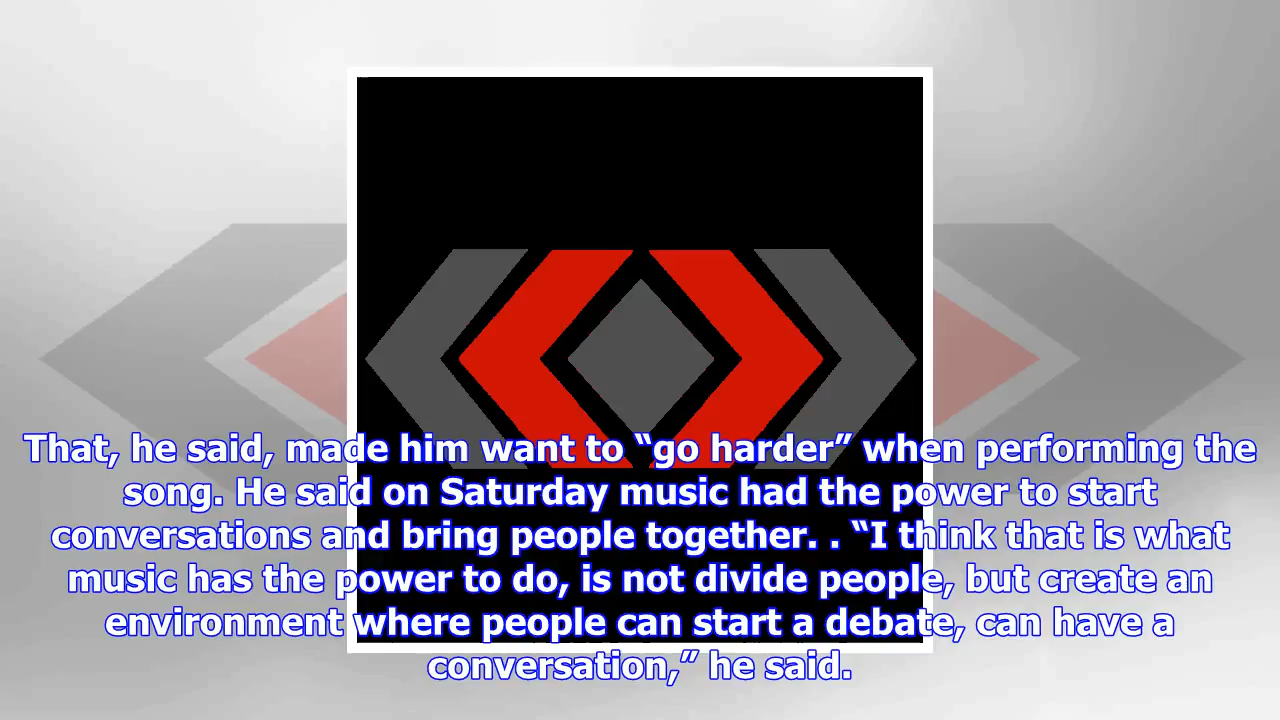 That, he said, made him want to “go harder” when performing the
song. He said on Saturday music had the power to start
conversations and bring people together. . “I think that is what
music has the power to do, is not divide people, but create an
environment where people can start a debate, can have a
conversation,” he said.